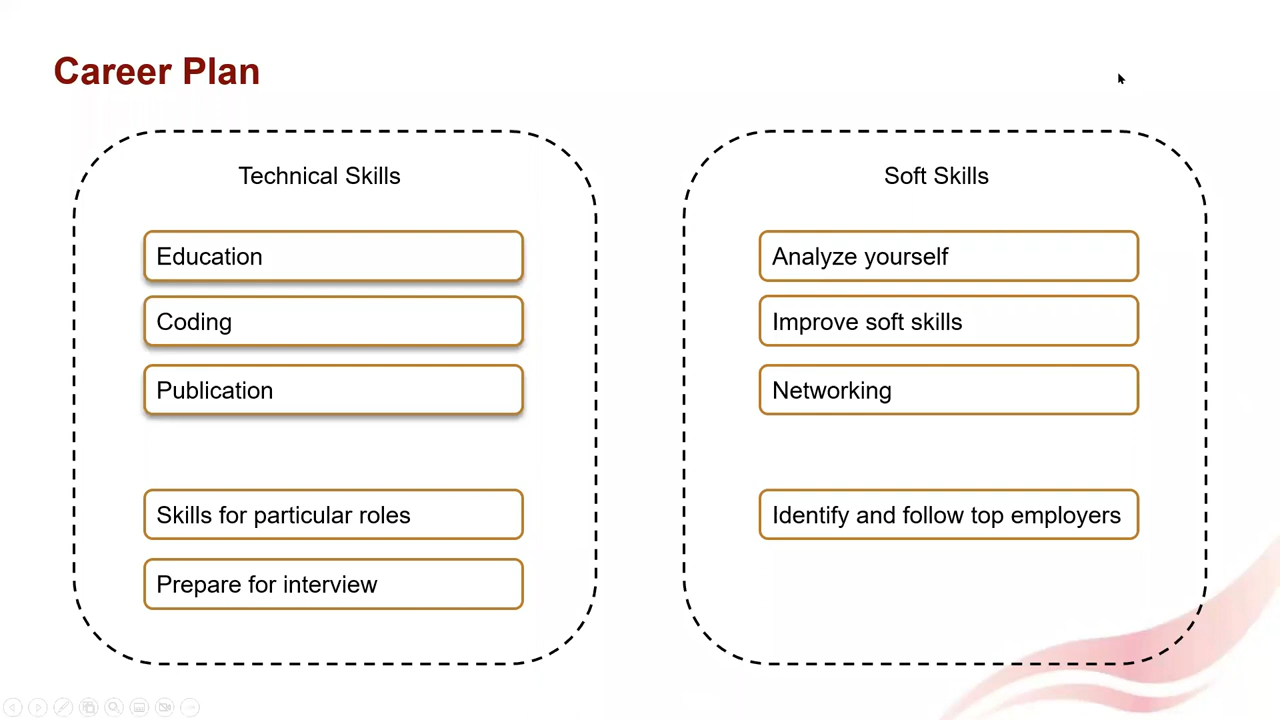 Career Plan
Technical Skills
Education
Coding
Publication
Skills for particular roles
Prepare for interview
Soft Skills
Analyze yourself
Improve soft skills
Networking
Identify and follow top employers